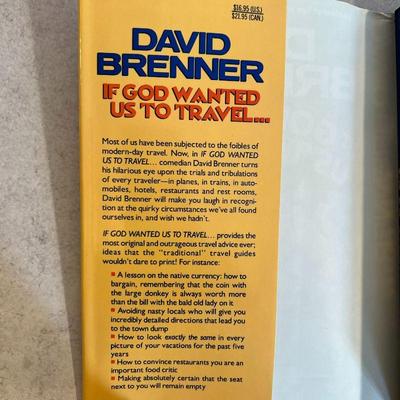 $16.95 (U.S.)
$21.95 (CAN.)
DAVID
BRENNER
IF GOD WANTED
US TO TRAVEL...
Most of us have been subjected to the foibles of
modern-day travel. Now, in IF GOD WANTED
US TO TRAVEL... comedian David Brenner turns
his hilarious eye upon the trials and tribulations
of every traveler—in planes, in trains, in auto-
mobiles, hotels, restaurants and rest rooms,
David Brenner will make you laugh in recogni-
tion at the quirky circumstances we've all found
ourselves in, and wish we hadn't.
IF GOD WANTED US TO TRAVEL... provides the
most original and outrageous travel advice ever;
ideas that the "traditional" travel guides
wouldn't dare to print! For instance:
■ A lesson on the native currency: how to
bargain, remembering that the coin with
the large donkey is always worth more
than the bill with the bald old lady on it
■ Avoiding nasty locals who will give you
incredibly detailed directions that lead you
to the town dump
■ How to look exactly the same in every
picture of your vacations for the past five
years
■ How to convince restaurants you are an
important food critic
■ Making absolutely certain that the seat
next to you will remain empty